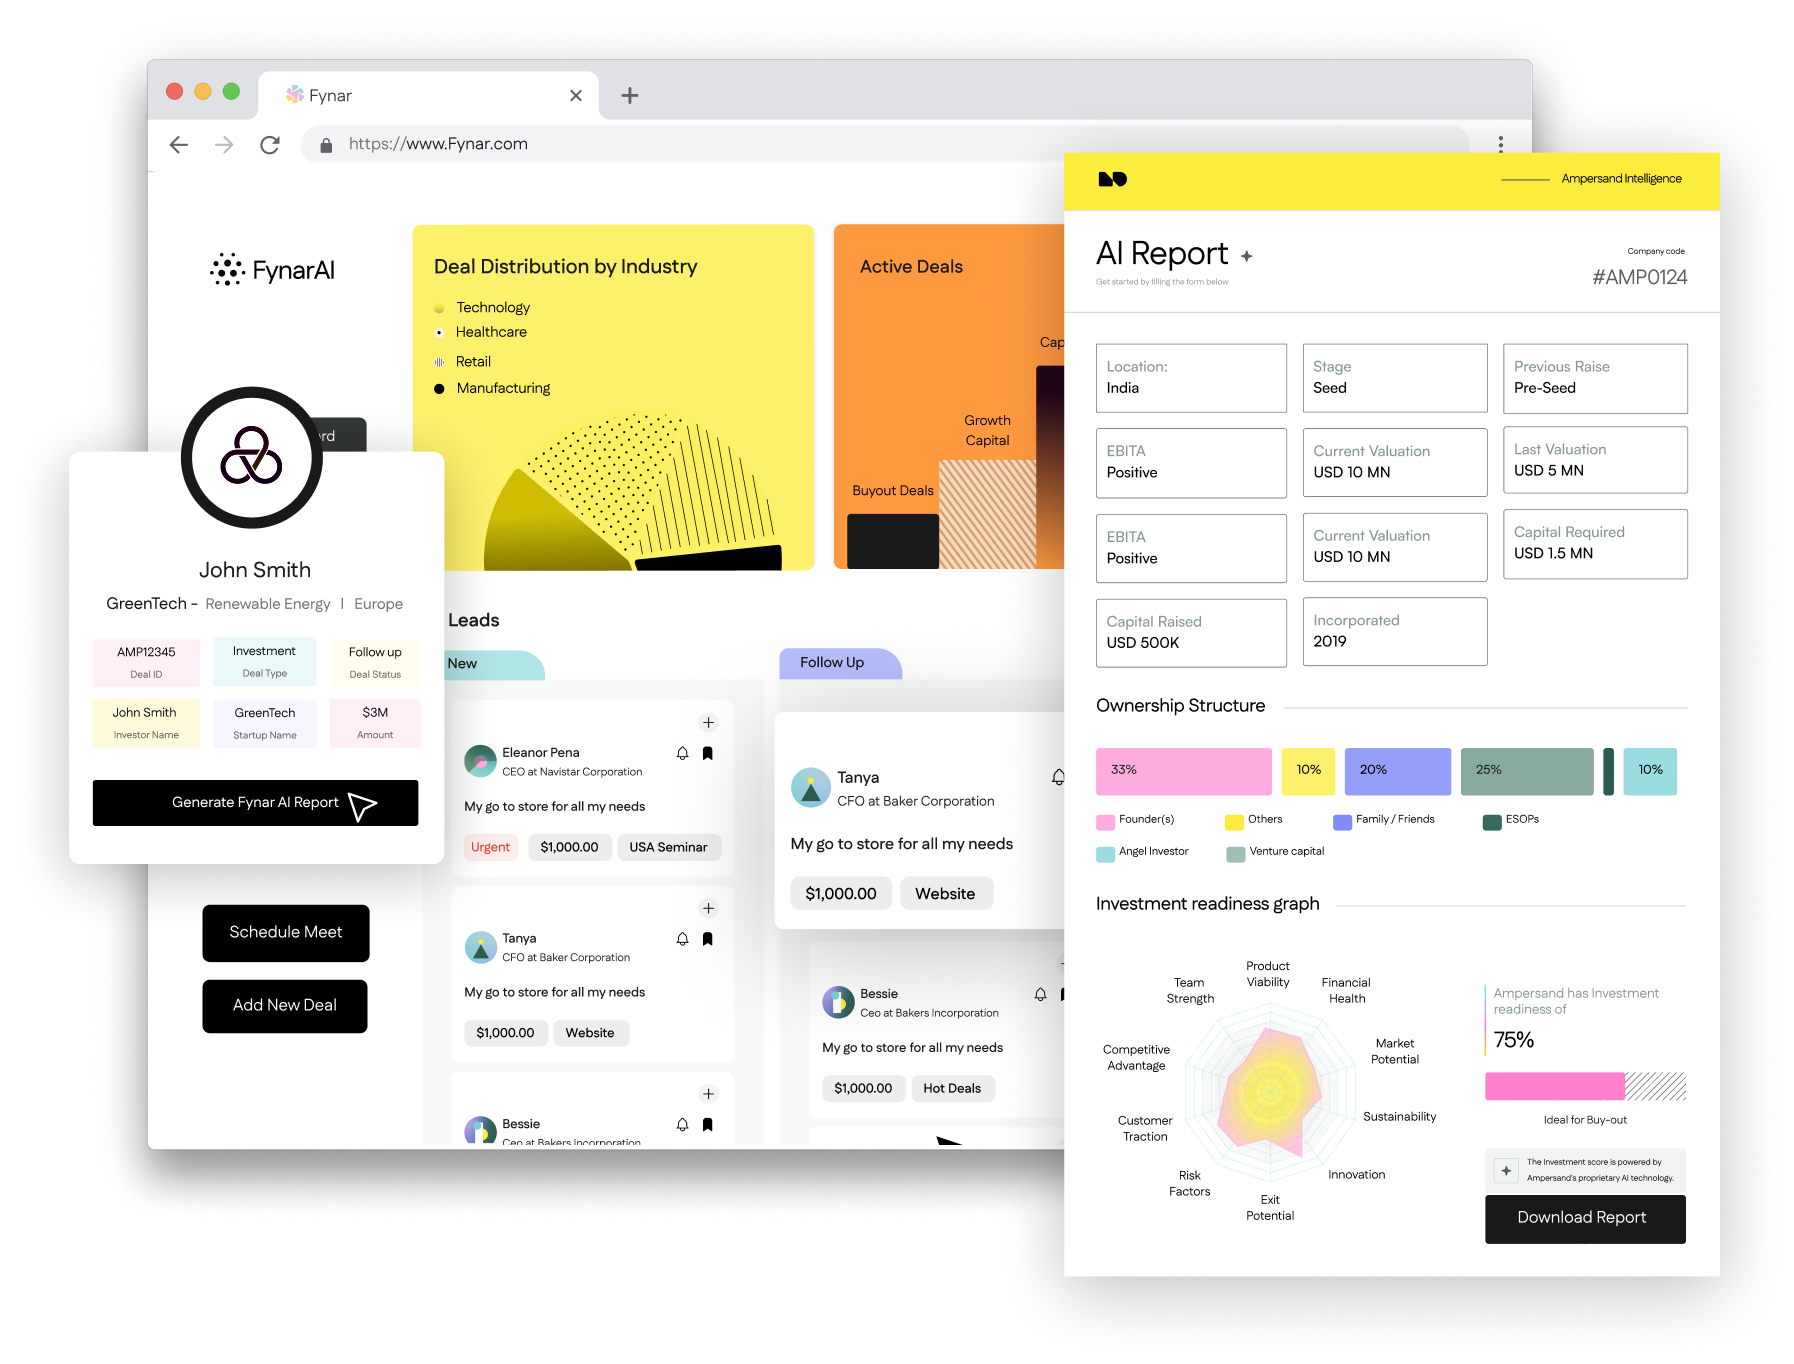 Fynar
https://www.Fynar.com
FynarAI
Deal Distribution by Industry
Technology
Healthcare
Retail
Manufacturing
Active Deals
Buyout Deals
Growth
Capital
Cap
rd
John Smith
GreenTech - Renewable Energy | Europe
AMP12345
Deal ID
Investment
Deal Type
Follow up
Deal Status
John Smith
Investor Name
GreenTech
Startup Name
$3M
Amount
Generate Fynar AI Report
Schedule Meet
Add New Deal
Leads
New
Eleanor Pena
CEO at Navistar Corporation
My go to store for all my needs
Urgent
$1,000.00
USA Seminar
Tanya
CFO at Baker Corporation
My go to store for all my needs
$1,000.00
Website
Bessie
Ceo at Bakers Incorporation
Follow Up
Tanya
CFO at Baker Corporation
My go to store for all my needs
$1,000.00
Website
Bessie
Ceo at Bakers Incorporation
My go to store for all my needs
$1,000.00
Hot Deals
Ampersand Intelligence
AI Report
Get started by filling the form below
Company code
#AMP0124
Location:
India
Stage
Seed
Previous Raise
Pre-Seed
EBITA
Positive
Current Valuation
USD 10 MN
Last Valuation
USD 5 MN
EBITA
Positive
Current Valuation
USD 10 MN
Capital Required
USD 1.5 MN
Capital Raised
USD 500K
Incorporated
2019
Ownership Structure
33%
10%
20%
25%
10%
Founder(s)
Others
Family / Friends
ESOPs
Angel Investor
Venture capital
Investment readiness graph
Product
Viability
Financial
Health
Market
Potential
Sustainability
Innovation
Exit
Potential
Risk
Factors
Customer
Traction
Competitive
Advantage
Team
Strength
Ampersand has Investment
readiness of
75%
Ideal for Buy-out
The Investment score is powered by
Ampersand's proprietary AI technology.
Download Report